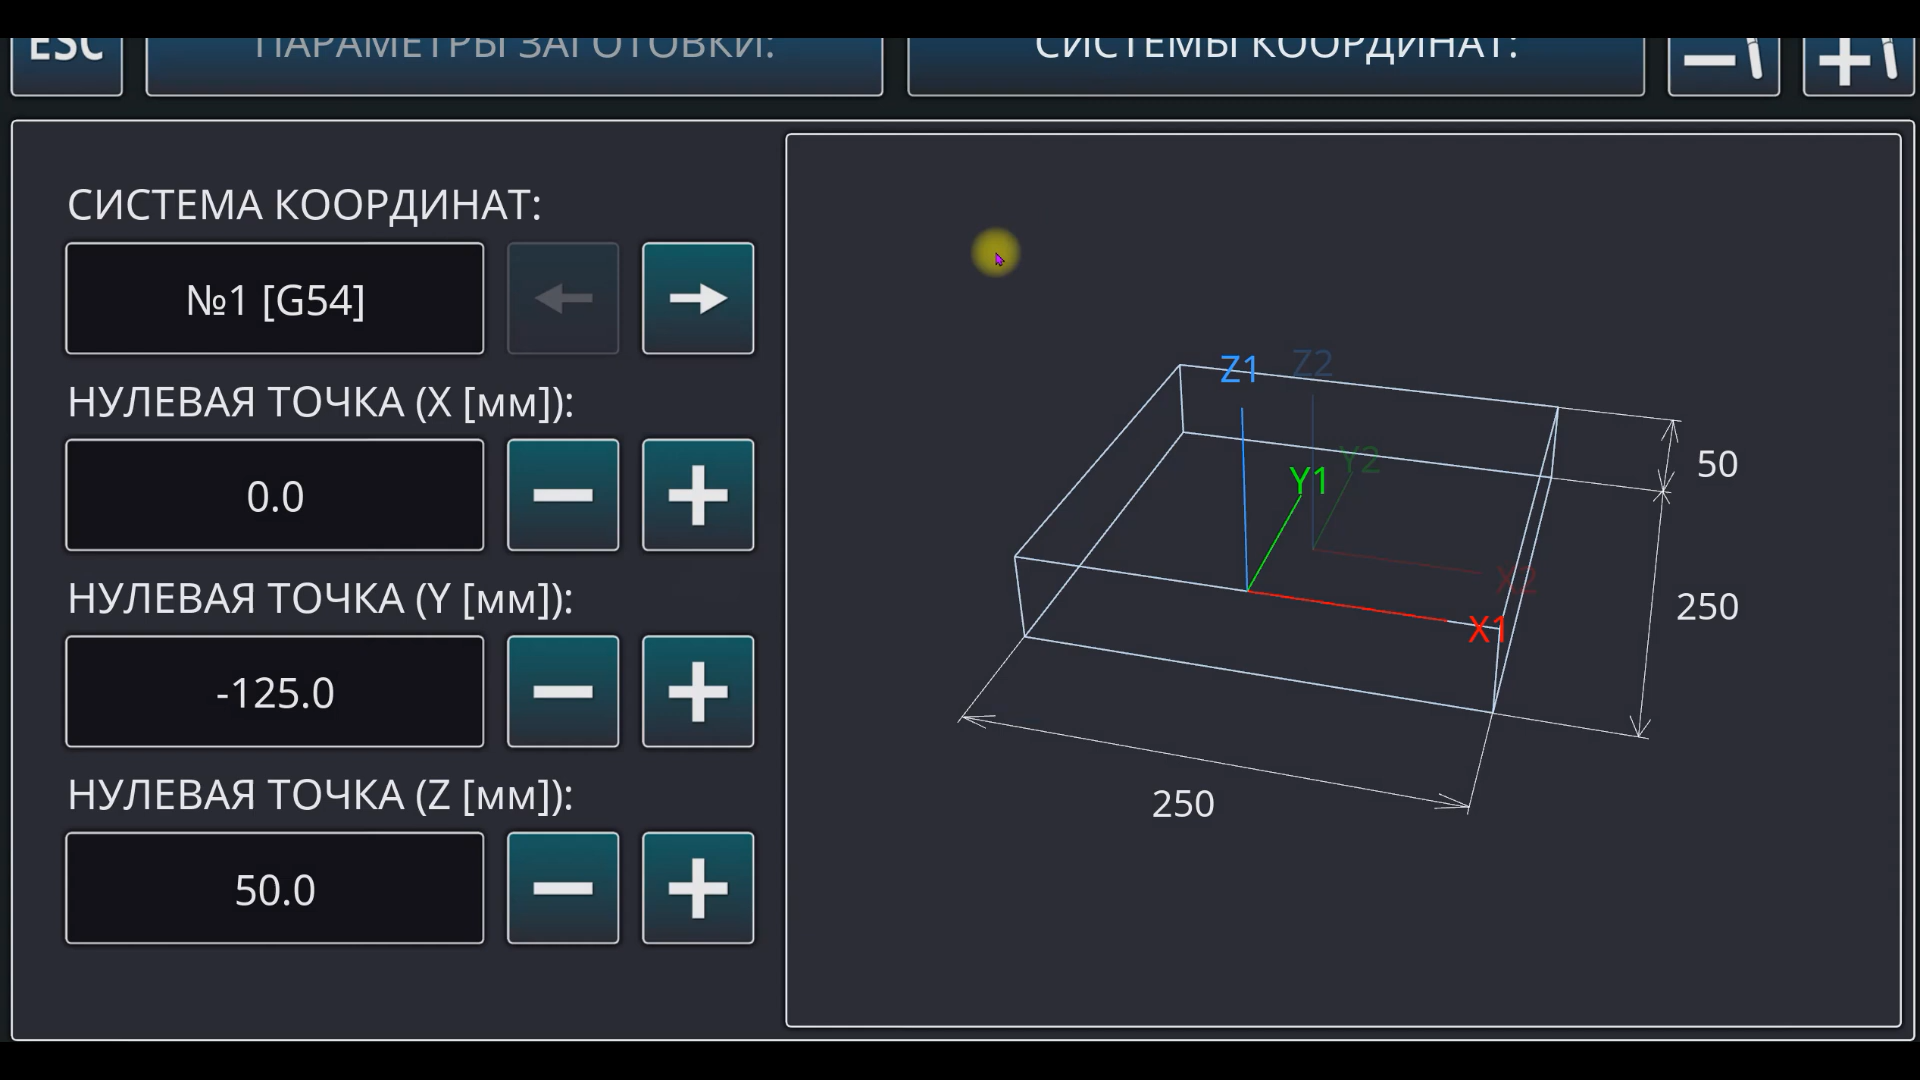 ESC
ПАРАМЕТРЫ ЗАГОТОВКИ:
СИСТЕМЫ КООРДИНАТ:
СИСТЕМА КООРДИНАТ:
№1 [G54]
НУЛЕВАЯ ТОЧКА (X [мм]):
0.0
НУЛЕВАЯ ТОЧКА (Y [мм]):
-125.0
НУЛЕВАЯ ТОЧКА (Z [мм]):
50.0
Z1
Z2
Y1
Y2
X1
X2
50
250
250